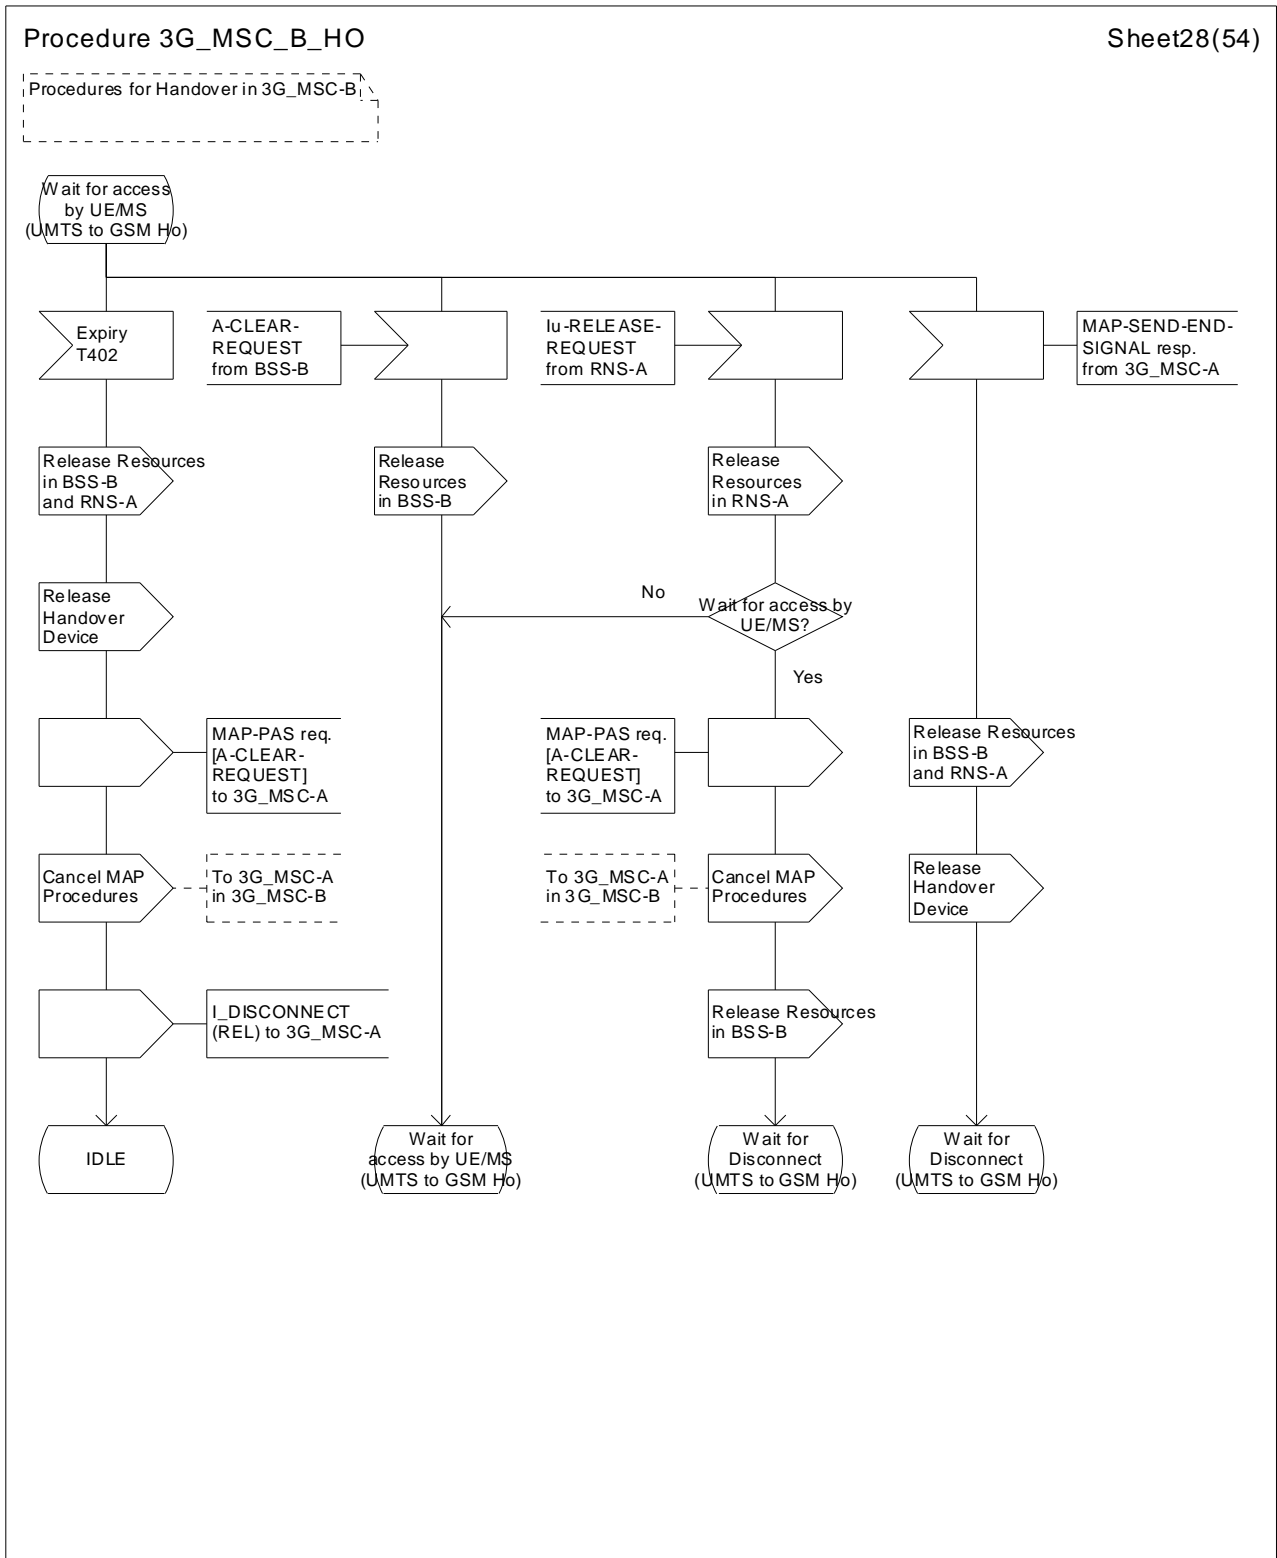 Procedure 3G_MSC_B_HO
Sheet28(54)
Procedures for Handover in 3G_MSC-B
Wait for access
by UE/MS
(UMTS to GSM Ho)
Expiry
T402
A-CLEAR-
REQUEST
from BSS-B
Iu-RELEASE-
REQUEST
from RNS-A
MAP-SEND-END-
SIGNAL resp.
from 3G_MSC-A
Release Resources
in BSS-B
and RNS-A
Release
Resources
in BSS-B
Release
Resources
in RNS-A
Release
Handover
Device
No
Wait for access by
UE/MS?
Yes
MAP-PAS req.
[A-CLEAR-
REQUEST]
to 3G_MSC-A
MAP-PAS req.
[A-CLEAR-
REQUEST]
to 3G_MSC-A
Release Resources
in BSS-B
and RNS-A
Cancel MAP
Procedures
To 3G_MSC-A
in 3G_MSC-B
To 3G_MSC-A
in 3G_MSC-B
Cancel MAP
Procedures
Release
Handover
Device
I_DISCONNECT
(REL) to 3G_MSC-A
Release Resources
in BSS-B
IDLE
Wait for
access by UE/MS
(UMTS to GSM Ho)
Wait for
Disconnect
(UMTS to GSM Ho)
Wait for
Disconnect
(UMTS to GSM Ho)